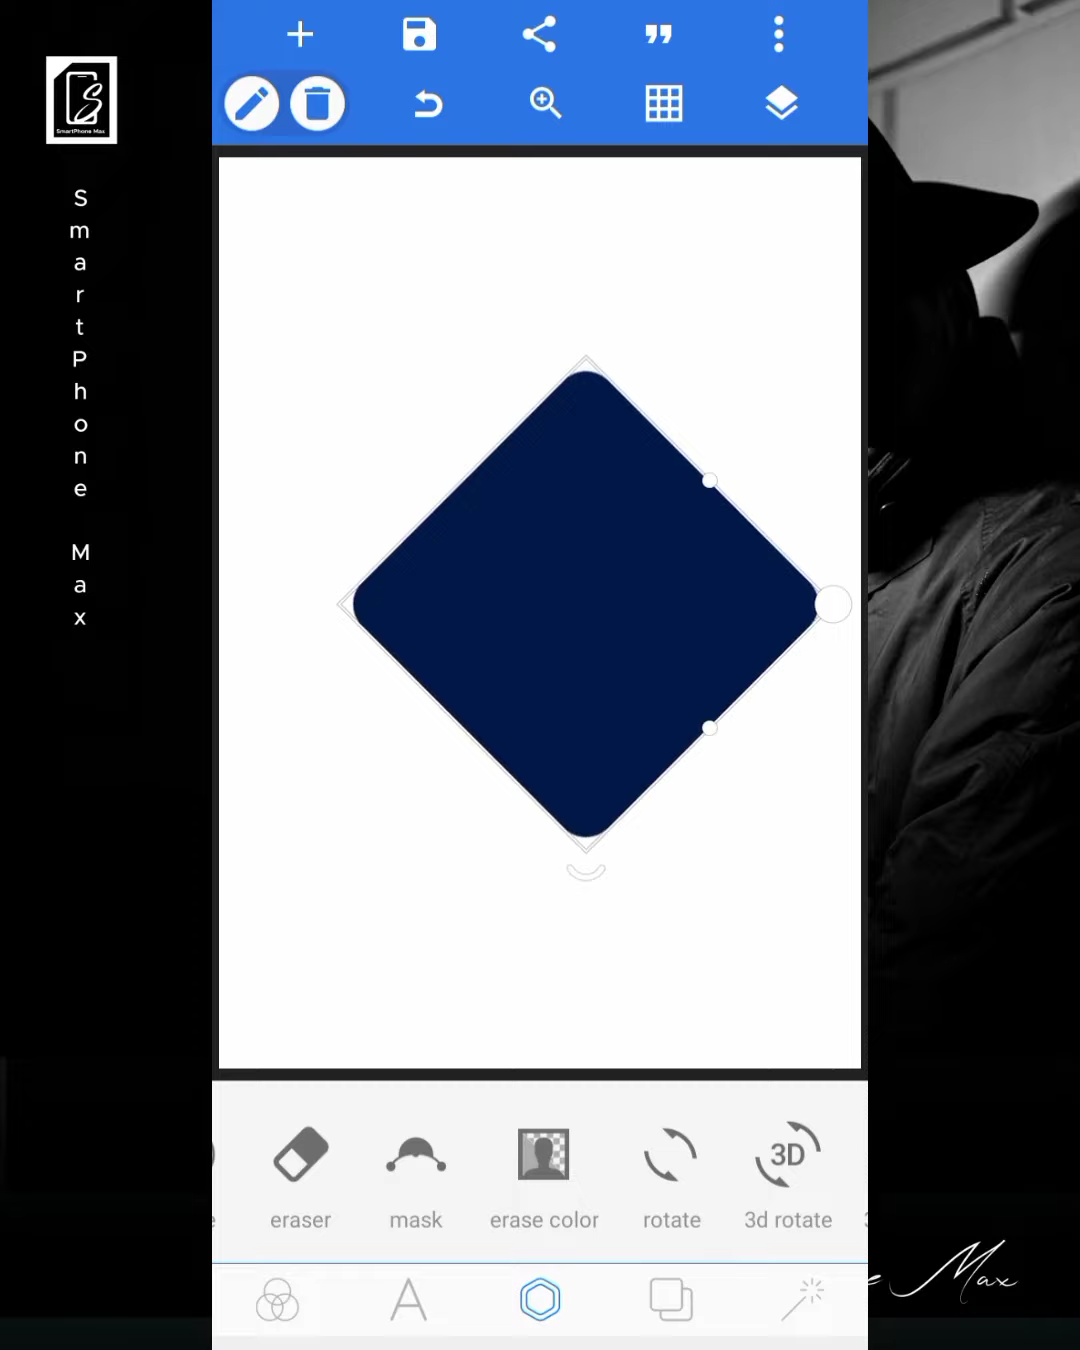 SmartPhone Max
S
m
a
r
t
P
h
o
n
e
M
a
x
3D
eraser
mask
erase color
rotate
3d rotate
A
e Max